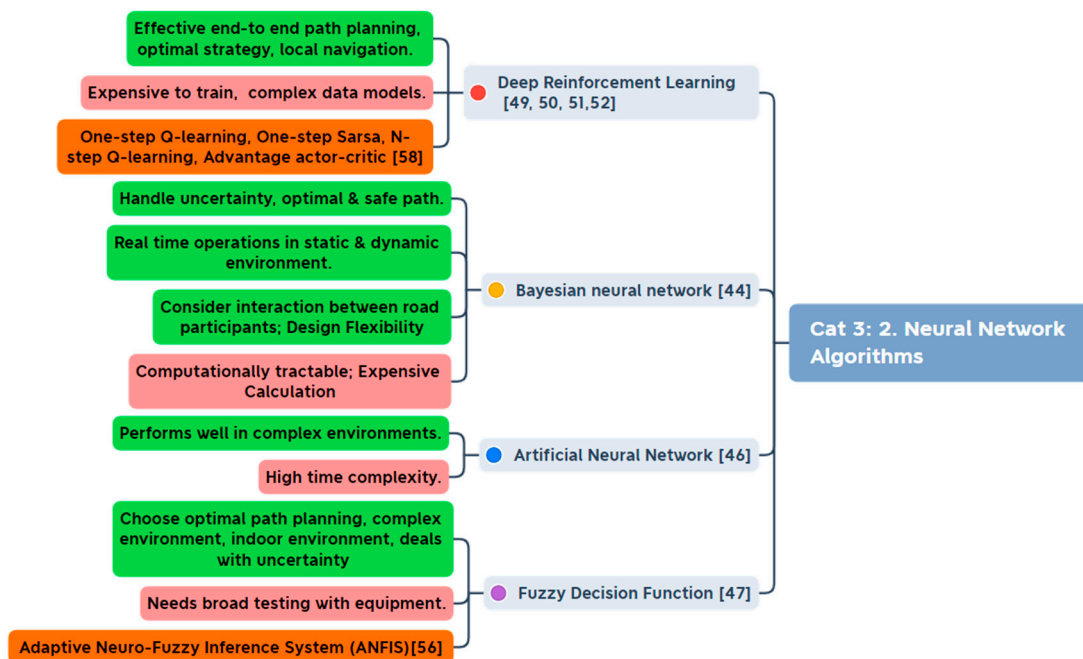 Effective end-to end path planning,
optimal strategy, local navigation.
Expensive to train, complex data models.
One-step Q-learning, One-step Sarsa, N-
step Q-learning, Advantage actor-critic [58]
Deep Reinforcement Learning
[49, 50, 51,52]
Handle uncertainty, optimal & safe path.
Real time operations in static & dynamic
environment.
Consider interaction between road
participants; Design Flexibility
Computationally tractable; Expensive
Calculation
Bayesian neural network [44]
Cat 3: 2. Neural Network
Algorithms
Performs well in complex environments.
High time complexity.
Artificial Neural Network [46]
Choose optimal path planning, complex
environment, indoor environment, deals
with uncertainty
Needs broad testing with equipment.
Adaptive Neuro-Fuzzy Inference System (ANFIS)[56]
Fuzzy Decision Function [47]